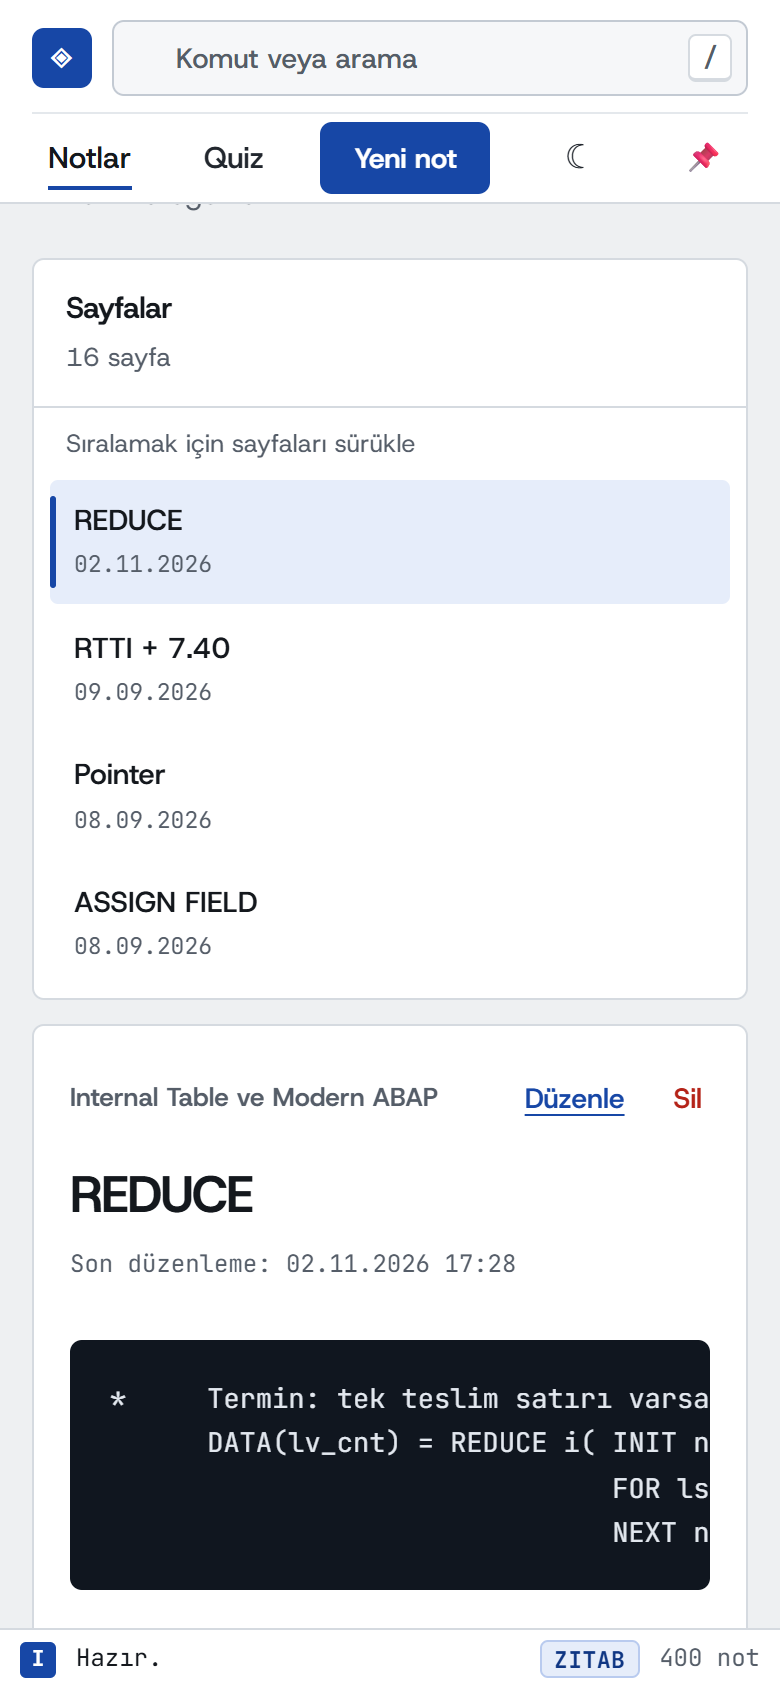 Komut veya arama /
Notlar Quiz Yeni not
Sayfalar
16 sayfa
Sıralamak için sayfaları sürükle
REDUCE
02.11.2026
RTTI + 7.40
09.09.2026
Pointer
08.09.2026
ASSIGN FIELD
08.09.2026
Internal Table ve Modern ABAP Düzenle Sil
REDUCE
Son düzenleme: 02.11.2026 17:28
* Termin: tek teslim satırı varsa
DATA(lv_cnt) = REDUCE i( INIT n
FOR ls
NEXT n
I Hazır. ZITAB 400 not